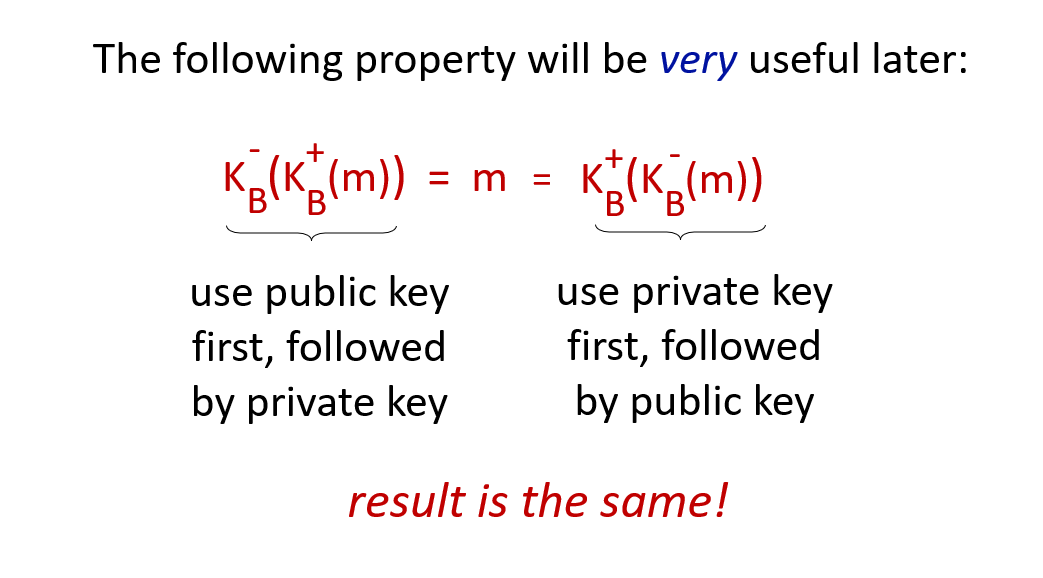 The following property will be very useful later:
K_B^-(K_B^+(m)) = m = K_B^+(K_B^-(m))
use public key first, followed by private key
use private key first, followed by public key
result is the same!